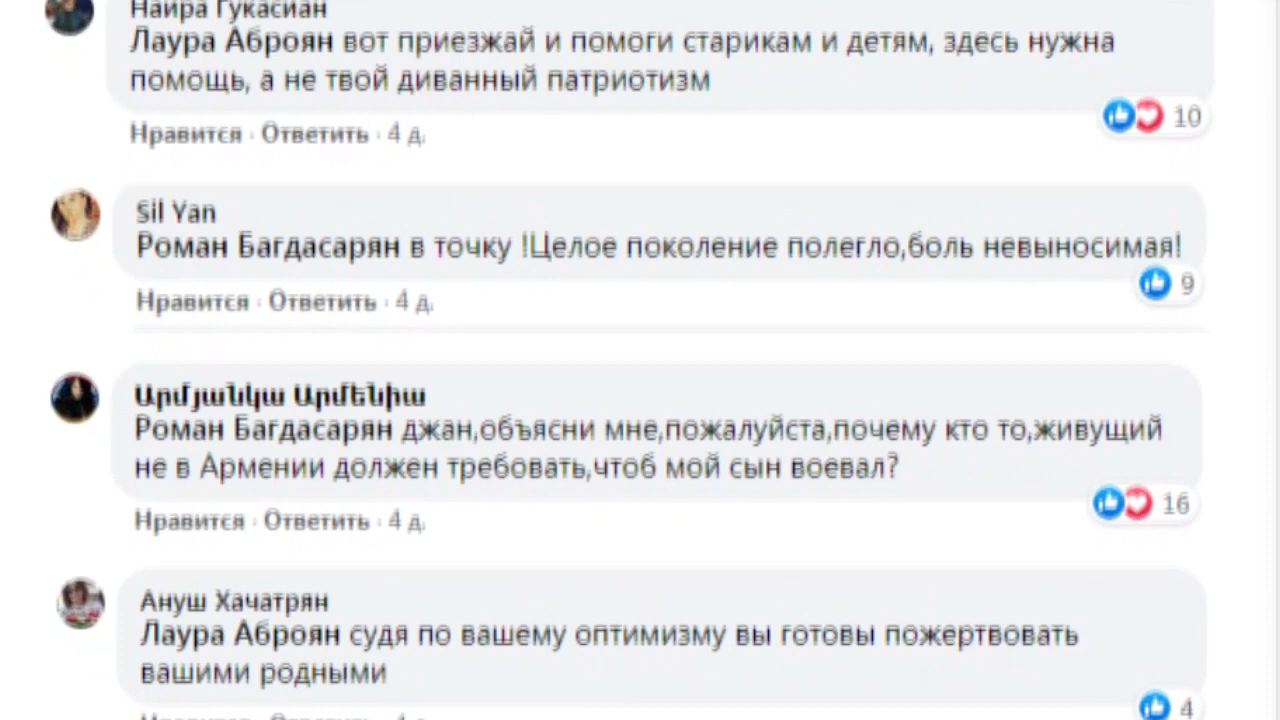 Наира Гукасиан
Лаура Аброян вот приезжай и помоги старикам и детям, здесь нужна
помощь, а не твой диванный патриотизм
10
Нравится · Ответить · 4 д.
Sil Yan
Роман Багдасарян в точку !Целое поколение полегло,боль невыносимая!
9
Нравится · Ответить · 4 д.
Արմյանկա Արմենիա
Роман Багдасарян джан,объясни мне,пожалуйста,почему кто то,живущий
не в Армении должен требовать,чтоб мой сын воевал?
16
Нравится · Ответить · 4 д.
Ануш Хачатрян
Лаура Аброян судя по вашему оптимизму вы готовы пожертвовать
вашими родными
4
Нравится · Ответить · 4 д.